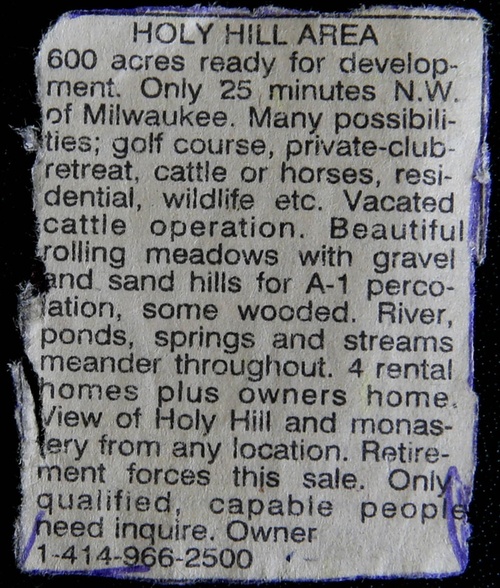 HOLY HILL AREA
600 acres ready for develop-
ment. Only 25 minutes N.W.
of Milwaukee. Many possibili-
ties; golf course, private-club-
retreat, cattle or horses, resi-
dential, wildlife etc. Vacated
cattle operation. Beautiful
rolling meadows with gravel
and sand hills for A-1 perco-
lation, some wooded. River,
ponds, springs and streams
meander throughout. 4 rental
homes plus owners home.
View of Holy Hill and monas-
tery from any location. Retire-
ment forces this sale. Only
qualified, capable people
need inquire. Owner
1-414-966-2500